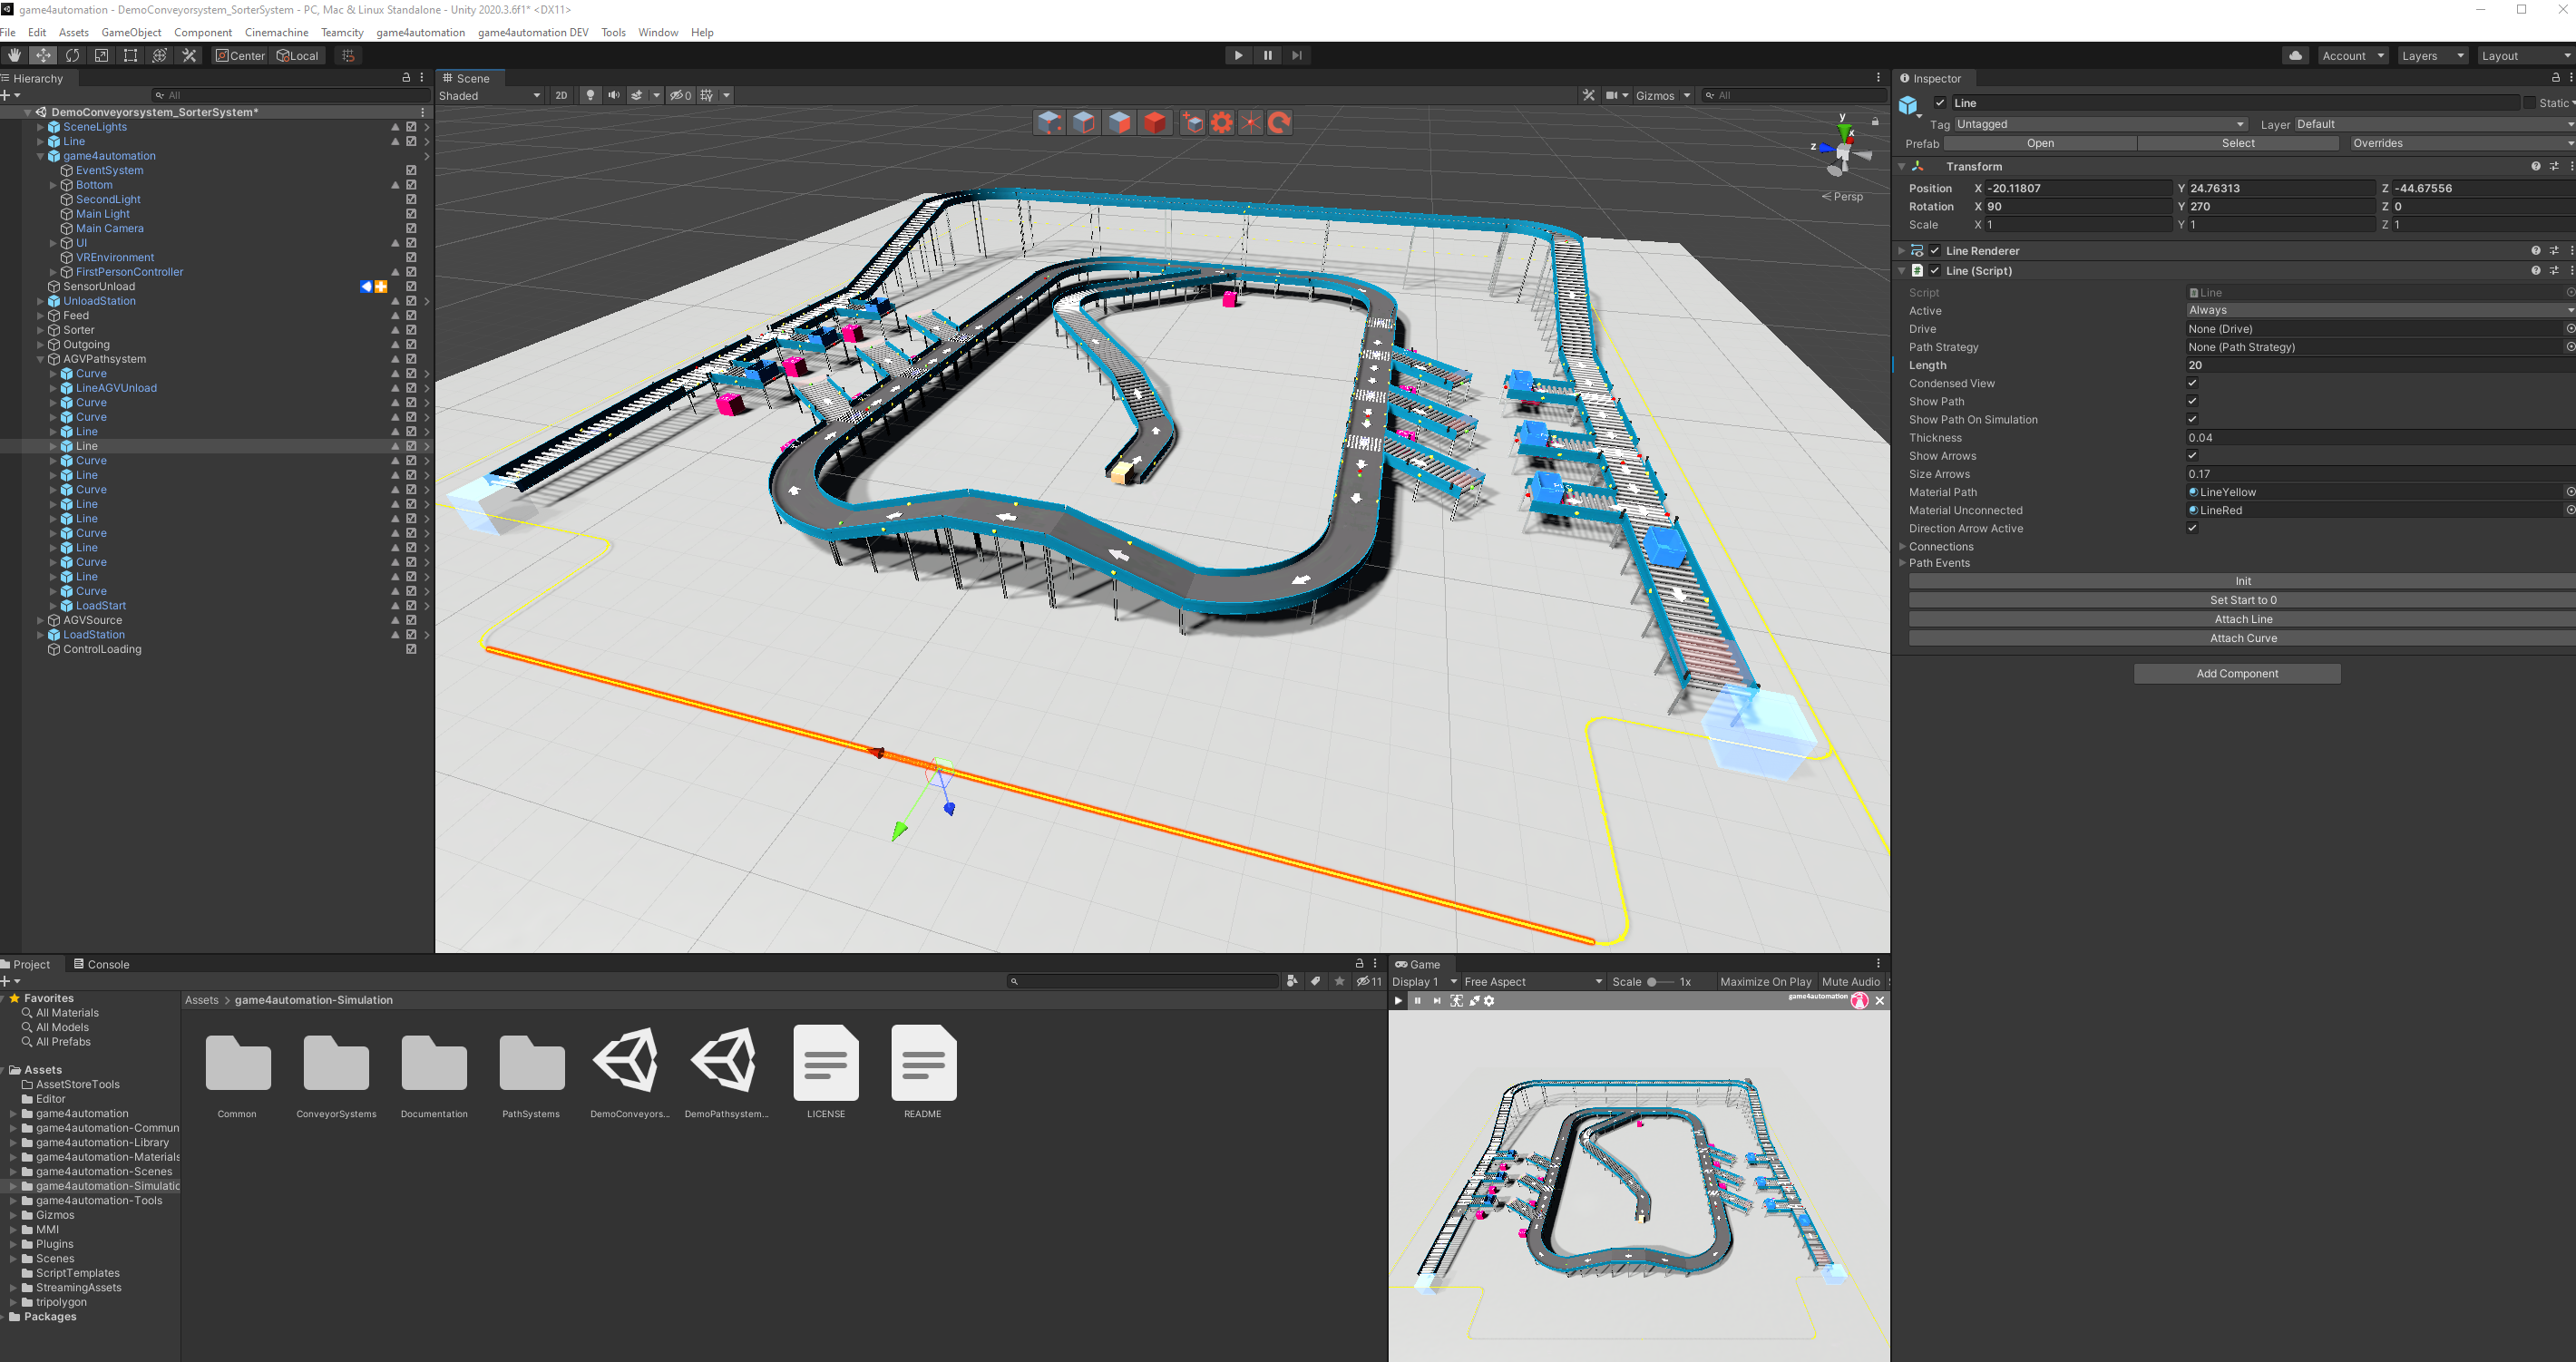 game4automation - DemoConveyorsystem_SorterSystem - PC, Mac & Linux Standalone - Unity 2020.3.6f1* <DX11>
File Edit Assets GameObject Component Cinemachine Teamcity game4automation game4automation DEV Tools Window Help
Center Local
Account Layers Layout
Hierarchy
All
DemoConveyorsystem_SorterSystem*
SceneLights
Line
game4automation
EventSystem
Bottom
SecondLight
Main Light
Main Camera
UI
VREnvironment
FirstPersonController
SensorUnload
UnloadStation
Feed
Sorter
Outgoing
AGVPathsystem
Curve
LineAGVUnload
Curve
Curve
Line
Line
Curve
Line
Curve
Line
Line
Curve
Line
Curve
Line
Curve
LoadStart
AGVSource
LoadStation
ControlLoading
Scene
Shaded 2D 0 Gizmos All
y
x
z
< Persp
Inspector
Line Static
Tag Untagged Layer Default
Prefab Open Select Overrides
Transform
Position X -20.11807 Y 24.76313 Z -44.67556
Rotation X 90 Y 270 Z 0
Scale X 1 Y 1 Z 1
Line Renderer
# Line (Script)
Script Line
Active Always
Drive None (Drive)
Path Strategy None (Path Strategy)
Length 20
Condensed View
Show Path
Show Path On Simulation
Thickness 0.04
Show Arrows
Size Arrows 0.17
Material Path LineYellow
Material Unconnected LineRed
Direction Arrow Active
Connections
Path Events
Init
Set Start to 0
Attach Line
Attach Curve
Add Component
Project Console
11
Favorites
All Materials
All Models
All Prefabs
Assets
AssetStoreTools
Editor
game4automation
game4automation-Commun
game4automation-Library
game4automation-Materials
game4automation-Scenes
game4automation-Simulatio
game4automation-Tools
Gizmos
MMI
Plugins
Scenes
ScriptTemplates
StreamingAssets
tripolygon
Packages
Assets > game4automation-Simulation
Common ConveyorSystems Documentation PathSystems DemoConveyors... DemoPathsystem... LICENSE README
Game
Display 1 Free Aspect Scale 1x Maximize On Play Mute Audio
game4automation